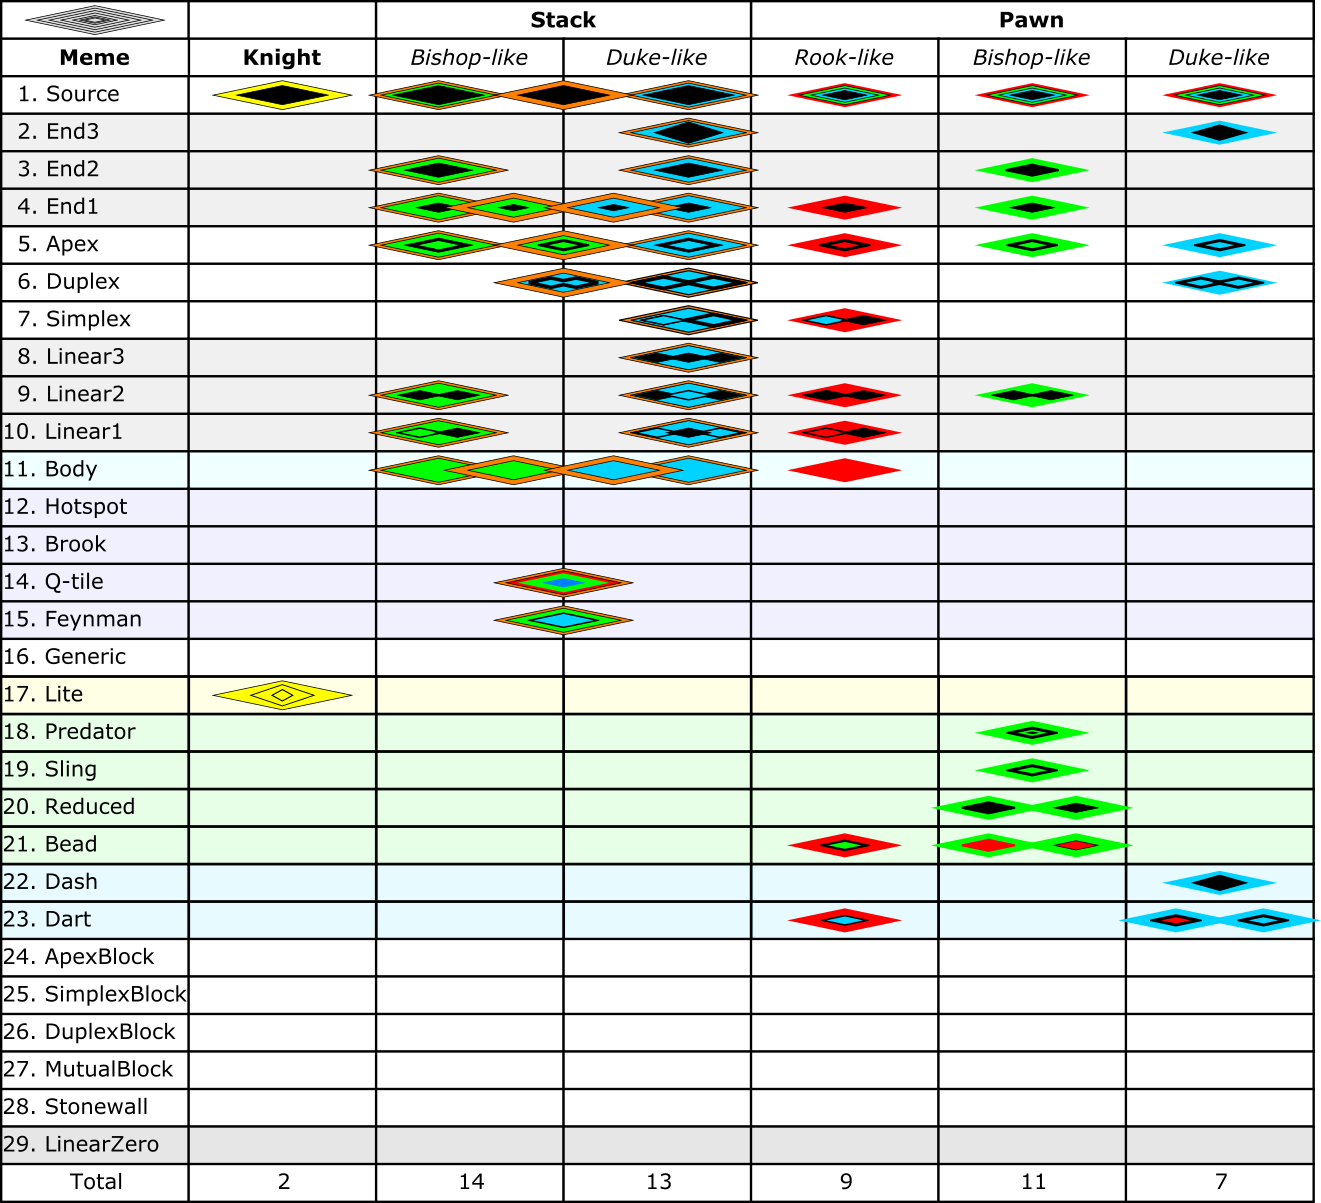 Stack Pawn
Meme Knight Bishop-like Duke-like Rook-like Bishop-like Duke-like
1. Source
2. End3
3. End2
4. End1
5. Apex
6. Duplex
7. Simplex
8. Linear3
9. Linear2
10. Linear1
11. Body
12. Hotspot
13. Brook
14. Q-tile
15. Feynman
16. Generic
17. Lite
18. Predator
19. Sling
20. Reduced
21. Bead
22. Dash
23. Dart
24. ApexBlock
25. SimplexBlock
26. DuplexBlock
27. MutualBlock
28. Stonewall
29. LinearZero
Total 2 14 13 9 11 7